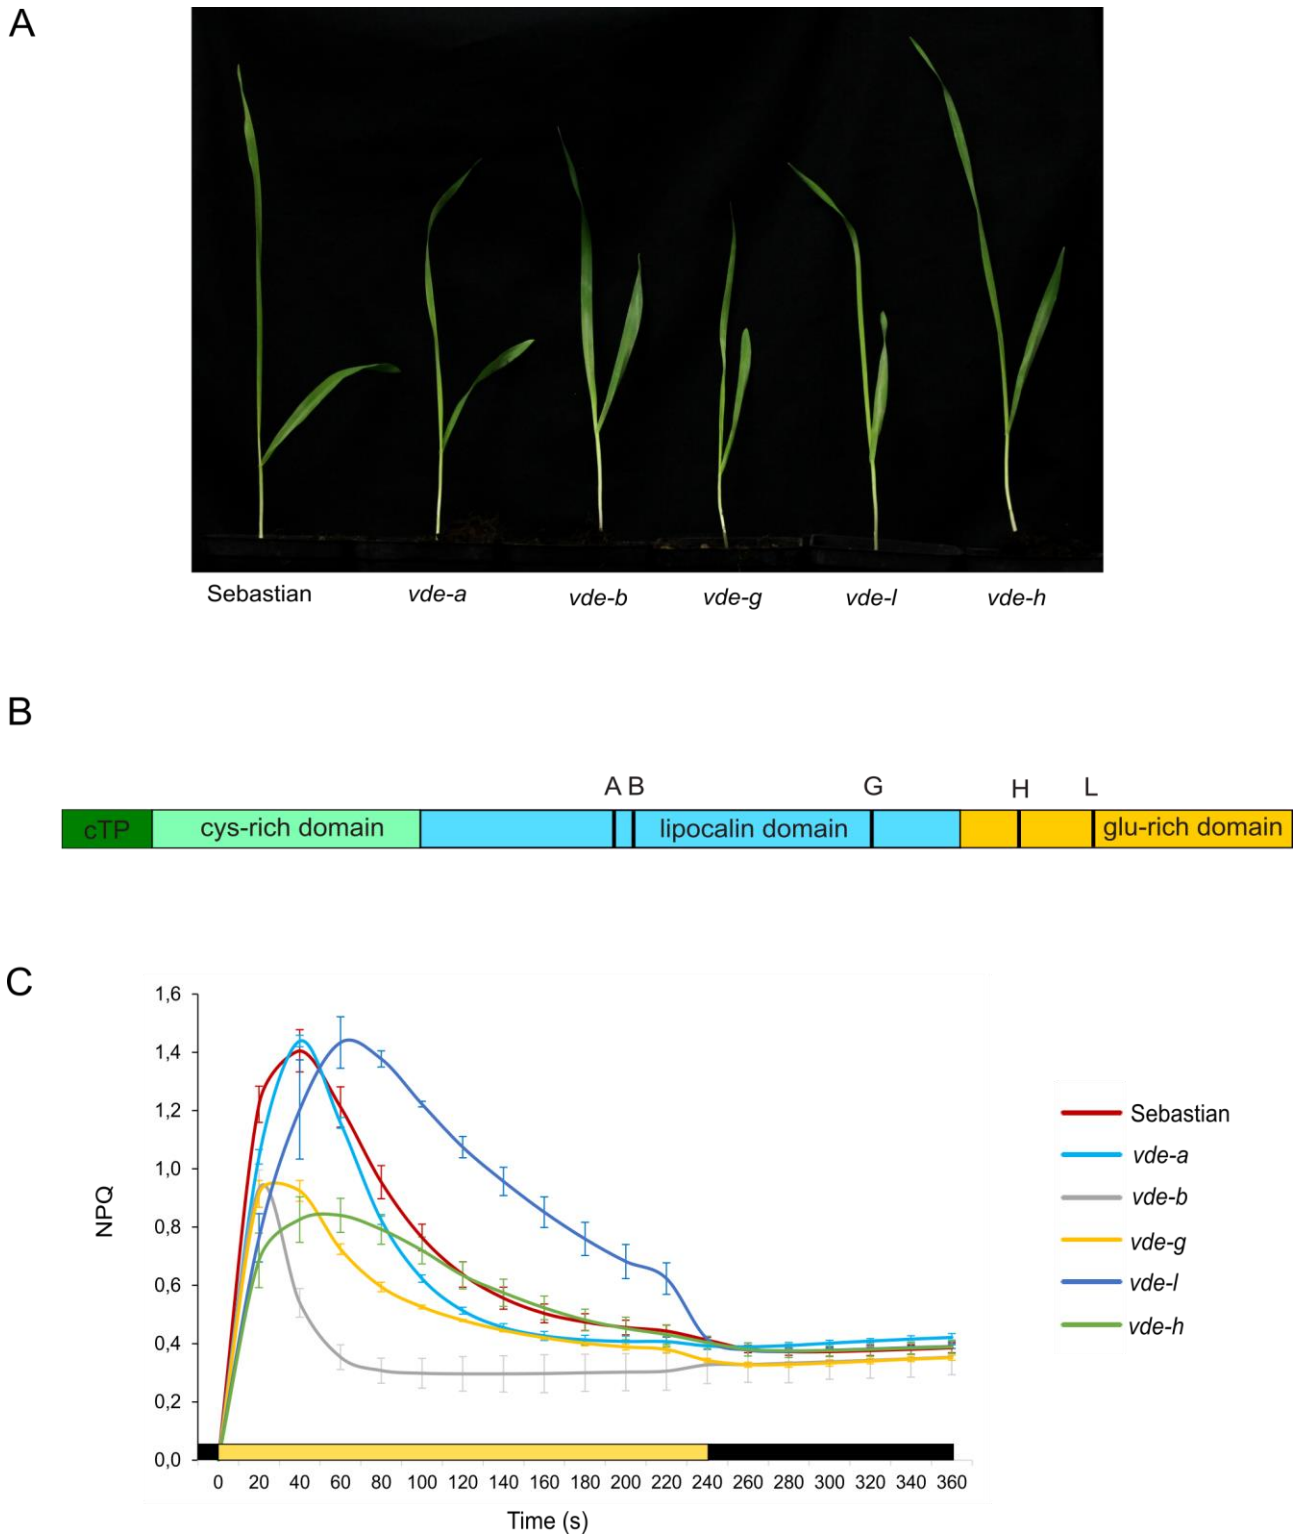 A
Sebastian vde-a vde-b vde-g vde-l vde-h
B
A B G H L
cTP cys-rich domain lipocalin domain glu-rich domain
C
NPQ
1,6
1,4
1,2
1,0
0,8
0,6
0,4
0,2
0,0
0 20 40 60 80 100 120 140 160 180 200 220 240 260 280 300 320 340 360
Time (s)
Sebastian
vde-a
vde-b
vde-g
vde-l
vde-h